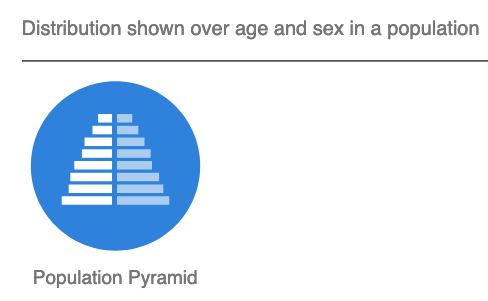 Distribution shown over age and sex in a population
Population Pyramid